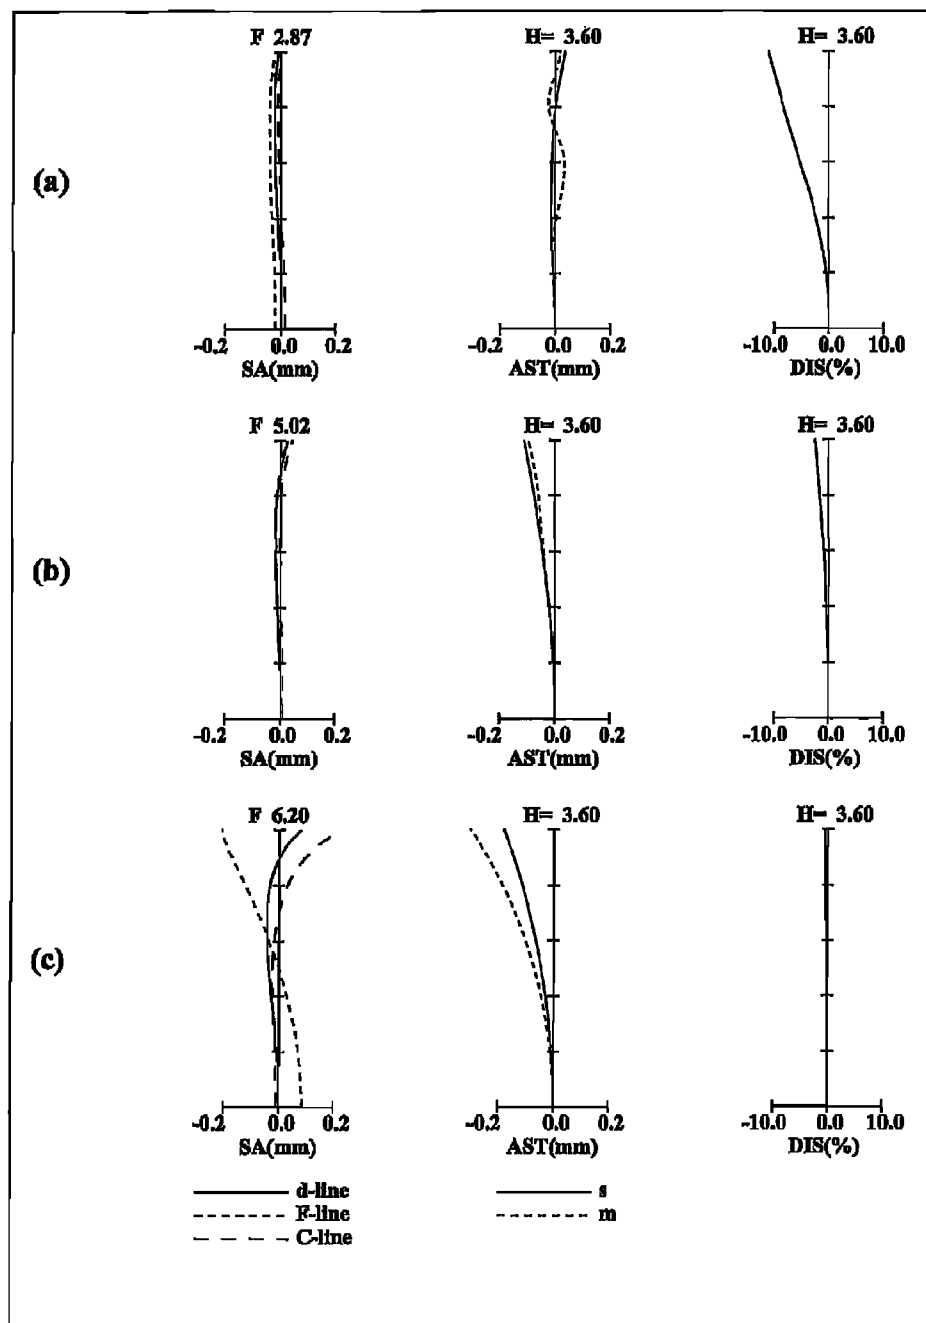 F 2.87 H= 3.60 H= 3.60
(a)
-0.2 0.0 0.2 -0.2 0.0 0.2 -10.0 0.0 10.0
SA(mm) AST(mm) DIS(%)
F 5.02 H= 3.60 H= 3.60
(b)
-0.2 0.0 0.2 -0.2 0.0 0.2 -10.0 0.0 10.0
SA(mm) AST(mm) DIS(%)
F 6.20 H= 3.60 H= 3.60
(c)
-0.2 0.0 0.2 -0.2 0.0 0.2 -10.0 0.0 10.0
SA(mm) AST(mm) DIS(%)
d-line s
F-line m
C-line